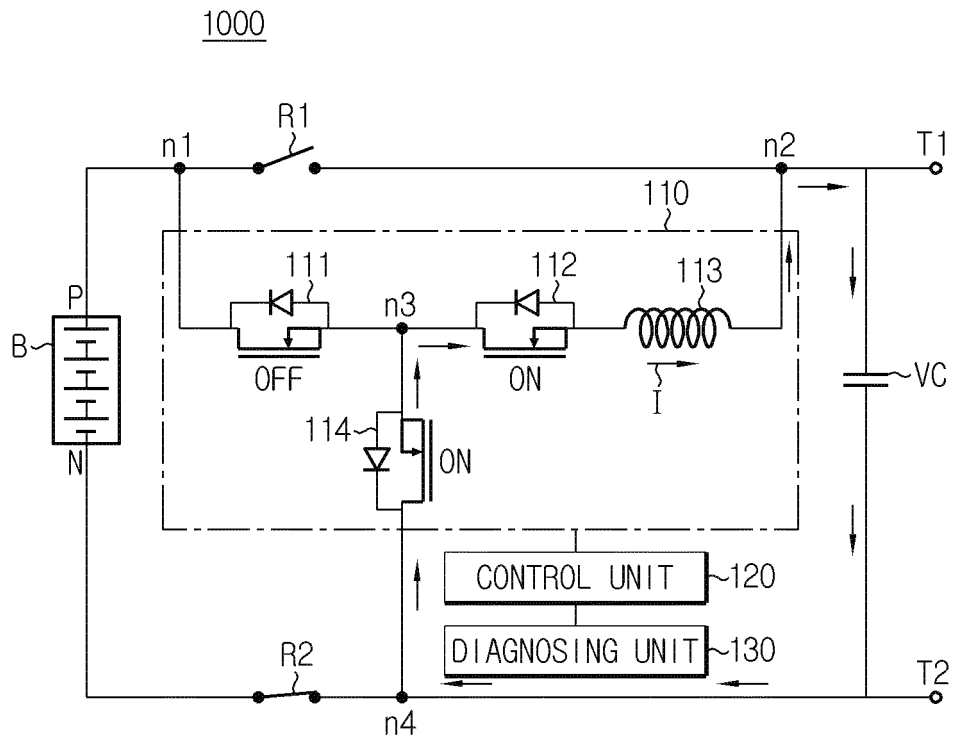 1000
R1
n1
n2
T1
110
111
112
113
n3
P
B
OFF
ON
I
VC
114
ON
N
CONTROL UNIT
120
DIAGNOSING UNIT
130
R2
n4
T2